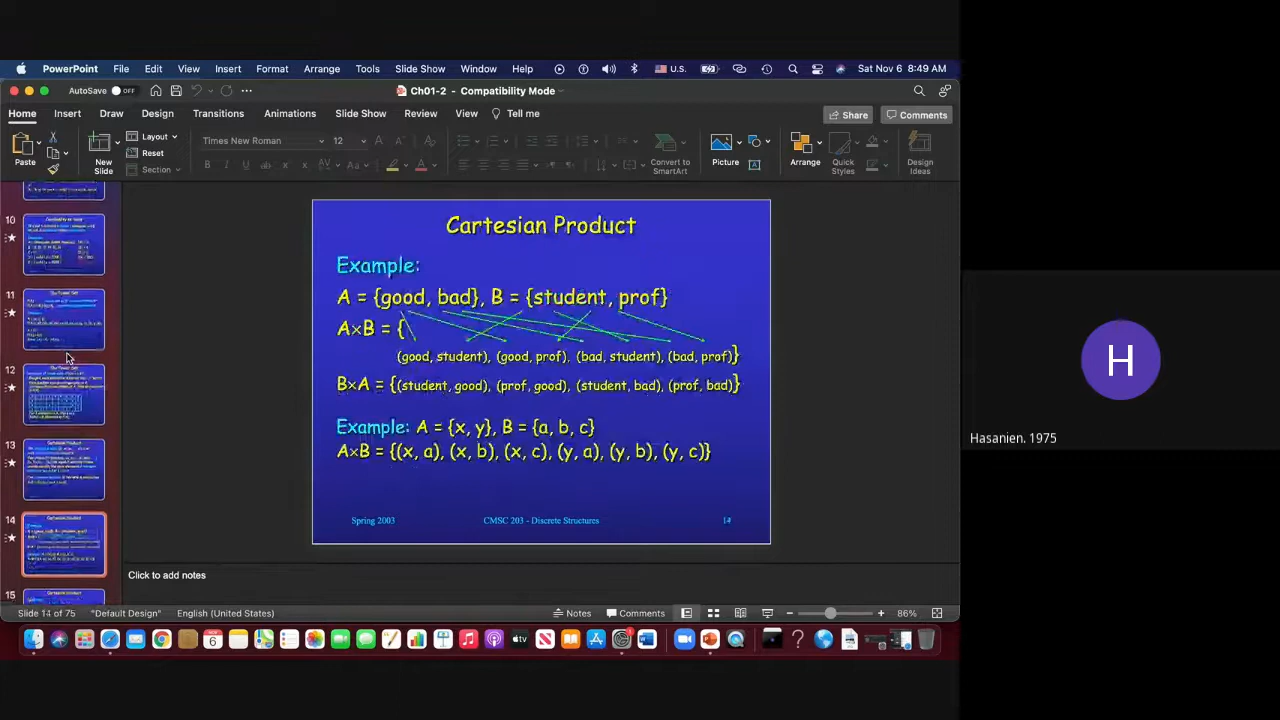 PowerPoint File Edit View Insert Format Arrange Tools Slide Show Window Help U.S. Sat Nov 6 8:49 AM
AutoSave OFF Ch01-2 - Compatibility Mode
Home Insert Draw Design Transitions Animations Slide Show Review View Tell me Share Comments
Paste
New Slide
Layout
Reset
Section
Times New Roman 12
Convert to SmartArt
Picture
Arrange
Quick Styles
Design Ideas
10
11
12
13
14
15
Cartesian Product
Example:
A = {good, bad}, B = {student, prof}
A×B = {
(good, student), (good, prof), (bad, student), (bad, prof)}
B×A = {(student, good), (prof, good), (student, bad), (prof, bad)}
Example: A = {x, y}, B = {a, b, c}
A×B = {(x, a), (x, b), (x, c), (y, a), (y, b), (y, c)}
Spring 2003 CMSC 203 - Discrete Structures 14
Click to add notes
Slide 14 of 75 "Default Design" English (United States) Notes Comments 86%
H
Hasanien. 1975